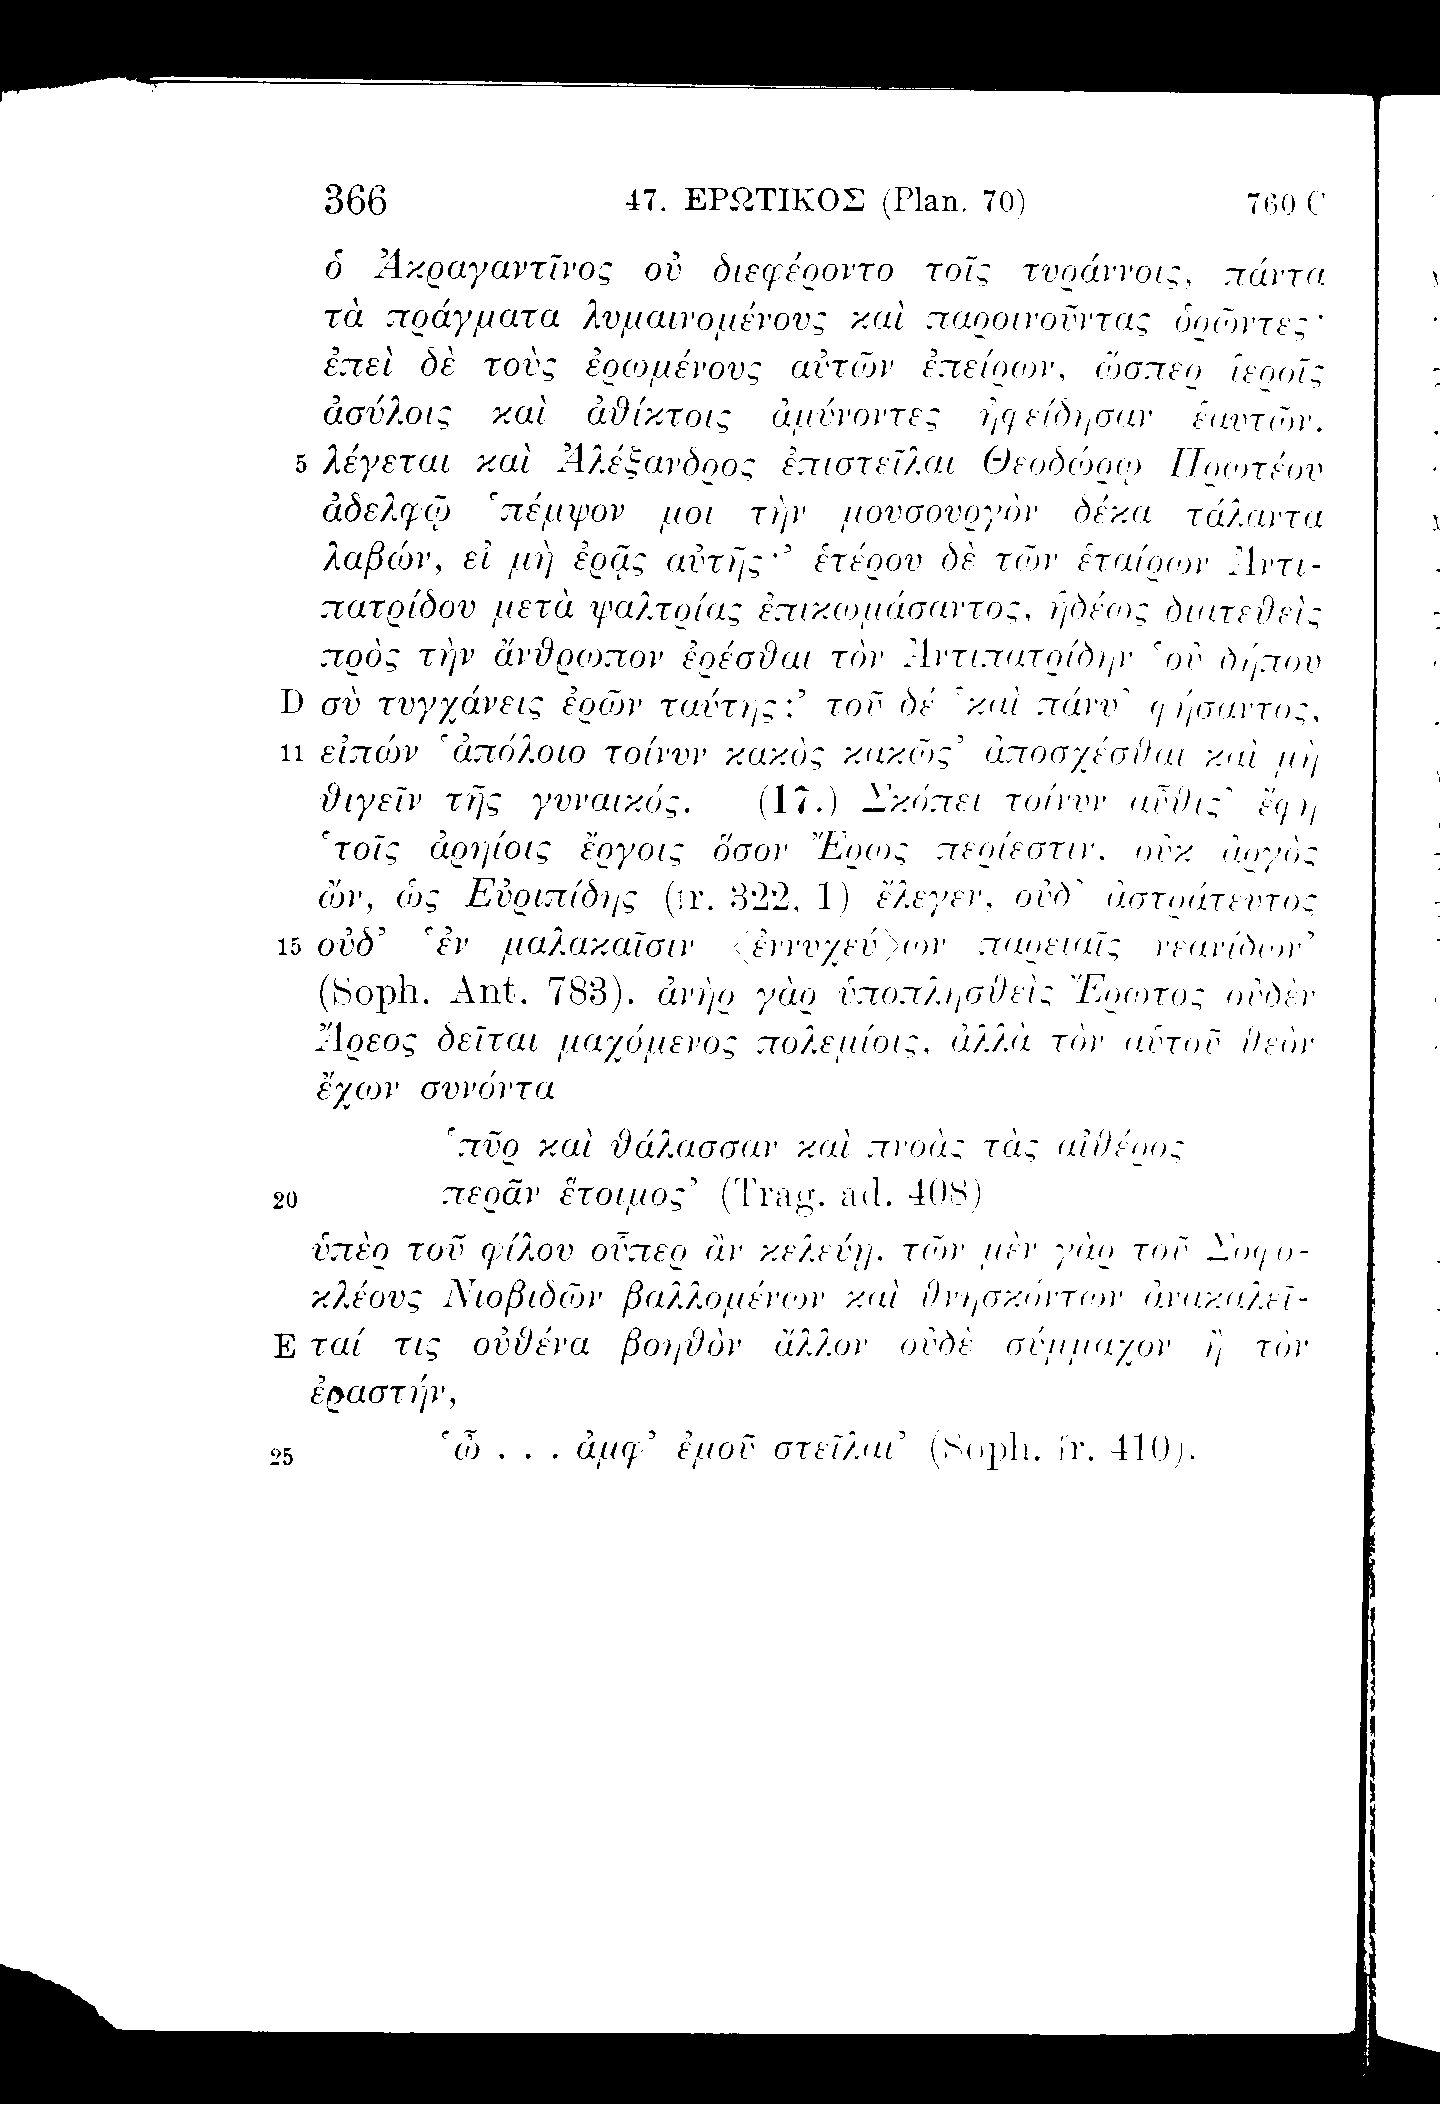 366 47. ΕΡΩΤΙΚΟΣ (Plan. 70) 760 C
ὁ Ἀκραγαντῖνος οὐ διεφέροντο τοῖς τυράννοις, πάντα
τὰ πράγματα λυμαινομένους καὶ παροινοῦντας ὁρῶντες·
ἐπεὶ δὲ τοὺς ἐρωμένους αὐτῶν ἐπείρων, ὥσπερ ἱεροῖς
ἀσύλοις καὶ ἀθίκτοις ἀμύνοντες ἠφείδησαν ἑαυτῶν.
5 λέγεται καὶ Ἀλέξανδρος ἐπιστεῖλαι Θεοδώρῳ Πρωτέου
ἀδελφῷ ‘πέμψον μοι τὴν μουσουργὸν δέκα τάλαντα
λαβών, εἰ μὴ ἐρᾷς αὐτῆς·’ ἑτέρου δὲ τῶν ἑταίρων Ἀντι-
πατρίδου μετὰ ψαλτρίας ἐπικωμάσαντος, ἡδέως διατεθεὶς
πρὸς τὴν ἄνθρωπον ἐρέσθαι τὸν Ἀντιπατρίδην ‘οὐ δήπου
D σὺ τυγχάνεις ἐρῶν ταύτης;’ τοῦ δέ ‘καὶ πάνυ’ φήσαντος,
11 εἰπών ‘ἀπόλοιο τοίνυν κακὸς κακῶς’ ἀποσχέσθαι καὶ μὴ
θιγεῖν τῆς γυναικός. (17.) Σκόπει τοίνυν αὖθις’ ἔφη
‘τοῖς ἀρηίοις ἔργοις ὅσον Ἔρως περίεστιν, οὐκ ἀργὸς
ὤν, ὡς Εὐριπίδης (fr. 322, 1) ἔλεγεν, οὐδ’ ἀστράτευτος
15 οὐδ’ ‘ἐν μαλακαῖσιν <ἐννυχεύ>ων παρειαῖς νεανίδων’
(Soph. Ant. 783). ἀνὴρ γὰρ ὑποπλησθεὶς Ἔρωτος οὐδὲν
Ἄρεος δεῖται μαχόμενος πολεμίοις, ἀλλὰ τὸν αὑτοῦ θεὸν
ἔχων συνόντα
‘πῦρ καὶ θάλασσαν καὶ πνοὰς τὰς αἰθέρος
20 περᾶν ἕτοιμος’ (Trag. ad. 408)
ὑπὲρ τοῦ φίλου οὗπερ ἂν κελεύῃ. τῶν μὲν γὰρ τοῦ Σοφο-
κλέους Νιοβιδῶν βαλλομένων καὶ θνησκόντων ἀνακαλεῖ-
E ταί τις οὐθένα βοηθὸν ἄλλον οὐδὲ σύμμαχον ἢ τὸν
ἐραστήν,
25 ‘ὦ . . . ἀμφ’ ἐμοῦ στεῖλαι’ (Soph. fr. 410).